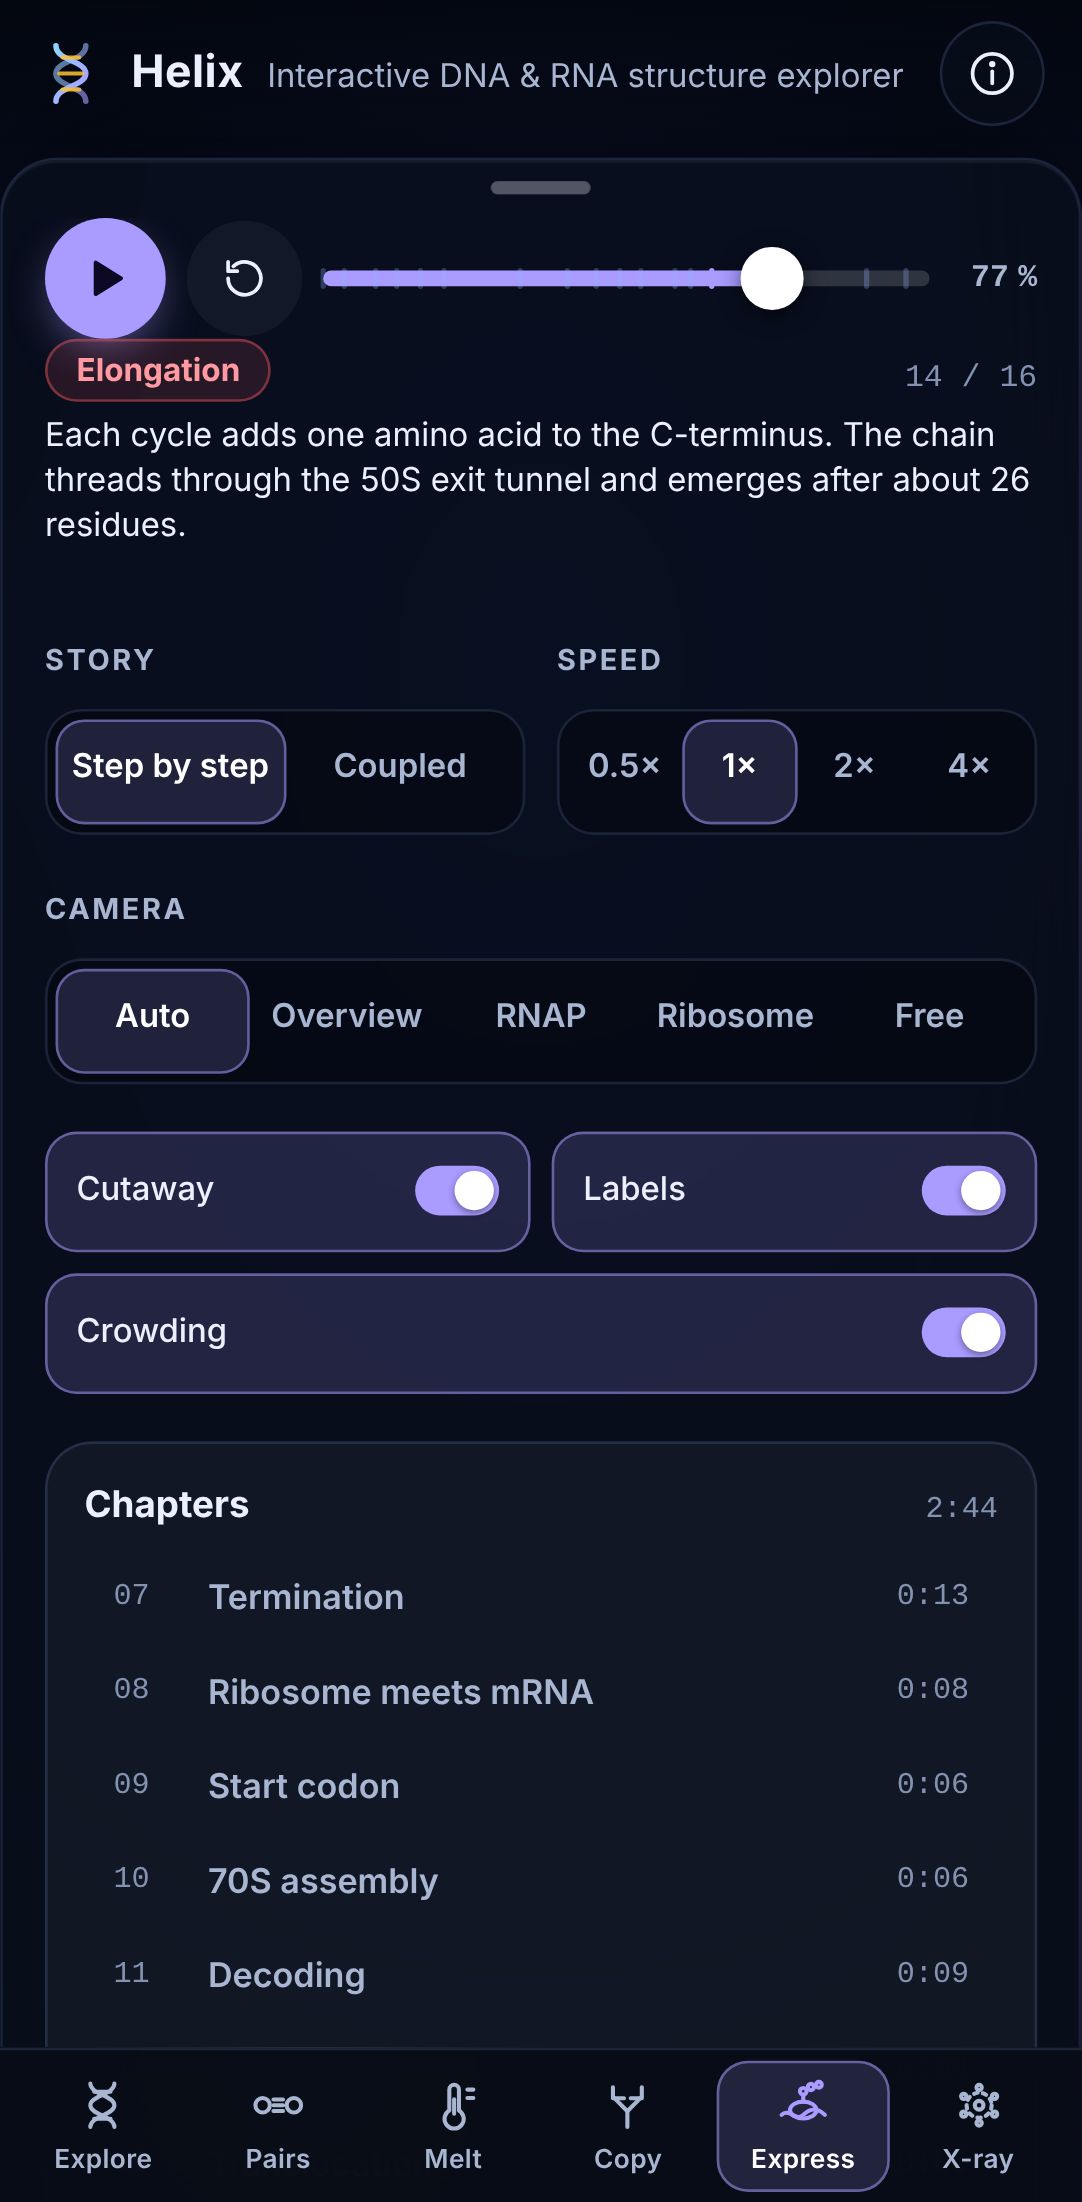 Helix Interactive DNA & RNA structure explorer
77 %
Elongation
14 / 16
Each cycle adds one amino acid to the C-terminus. The chain
threads through the 50S exit tunnel and emerges after about 26
residues.
STORY
SPEED
Step by step Coupled
0.5× 1× 2× 4×
CAMERA
Auto Overview RNAP Ribosome Free
Cutaway
Labels
Crowding
Chapters 2:44
07 Termination 0:13
08 Ribosome meets mRNA 0:08
09 Start codon 0:06
10 70S assembly 0:06
11 Decoding 0:09
Explore Pairs Melt Copy Express X-ray